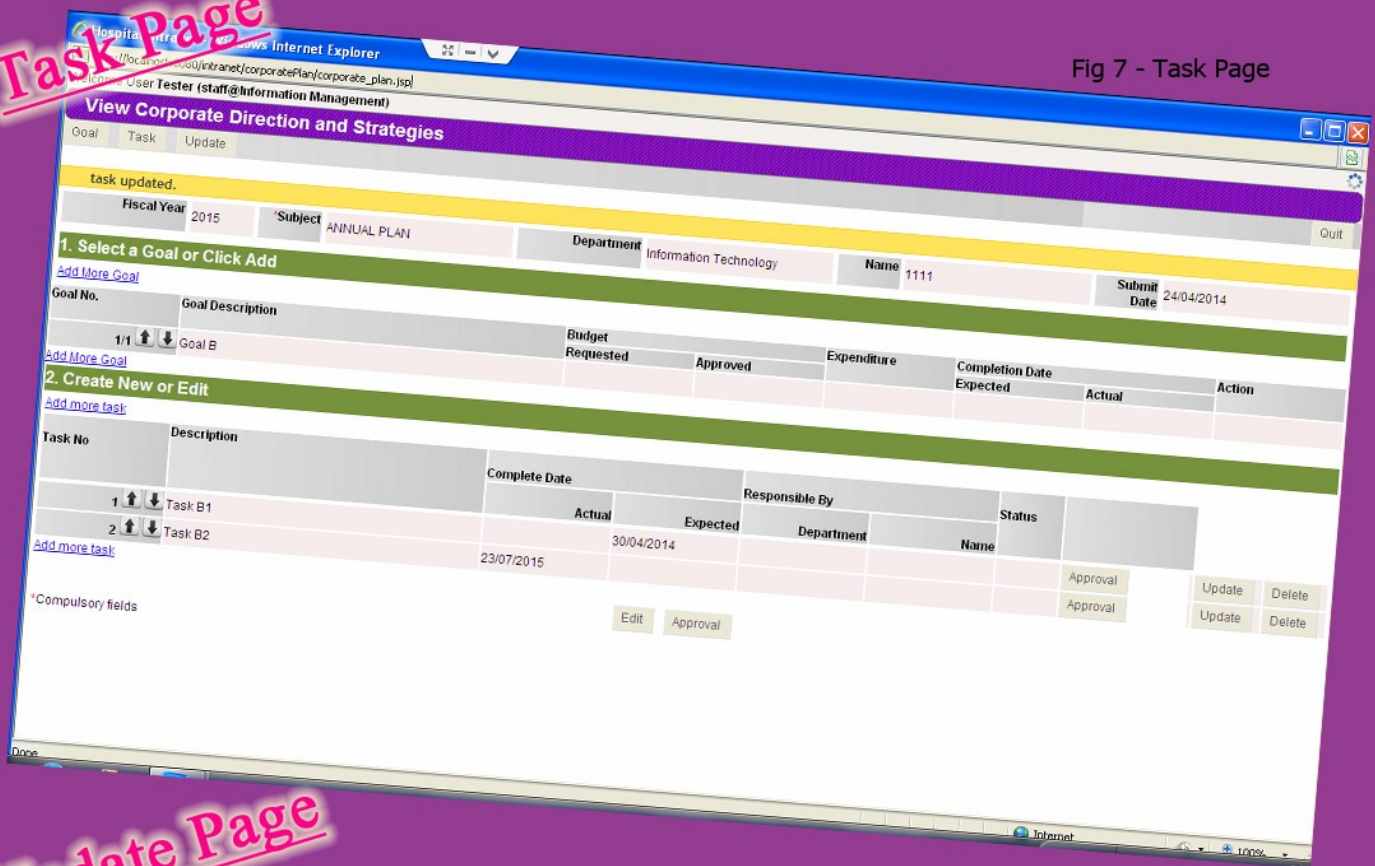 Task Page
Fig 7 - Task Page
Windows Internet Explorer
/intranet/corporatePlan/corporate_plan.jsp
User Tester (staff@Information Management)
View Corporate Direction and Strategies
Goal Task Update
Quit
task updated.
Fiscal Year 2015 *Subject ANNUAL PLAN Department Information Technology Name 1111 Submit Date 24/04/2014
1. Select a Goal or Click Add
Add More Goal
Goal No. Goal Description Budget Expenditure Completion Date Action
Requested Approved Expected Actual
1/1 Goal B
Add More Goal
2. Create New or Edit
Add more task
Task No Description Complete Date Responsible By Status
Actual Expected Department Name
1 Task B1 30/04/2014 Approval Update Delete
2 Task B2 23/07/2015 Approval Update Delete
Add more task
*Compulsory fields
Edit Approval
Done
Internet
100%
Page